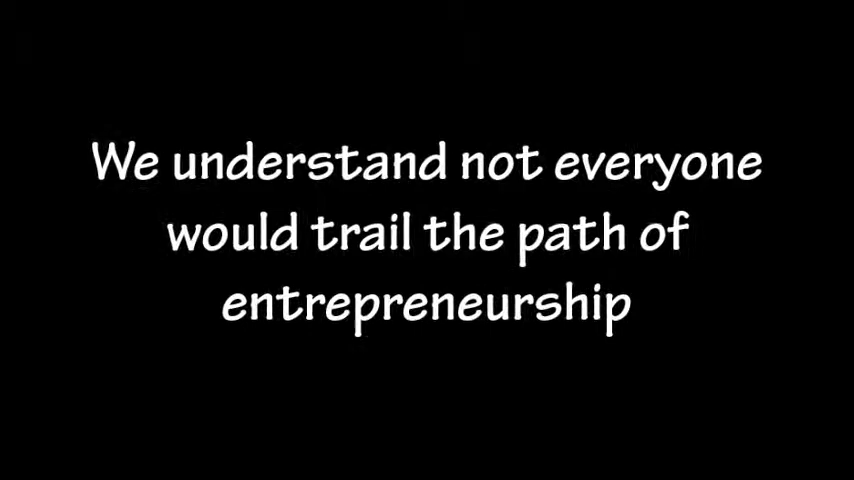 We understand not everyone
would trail the path of
entrepreneurship